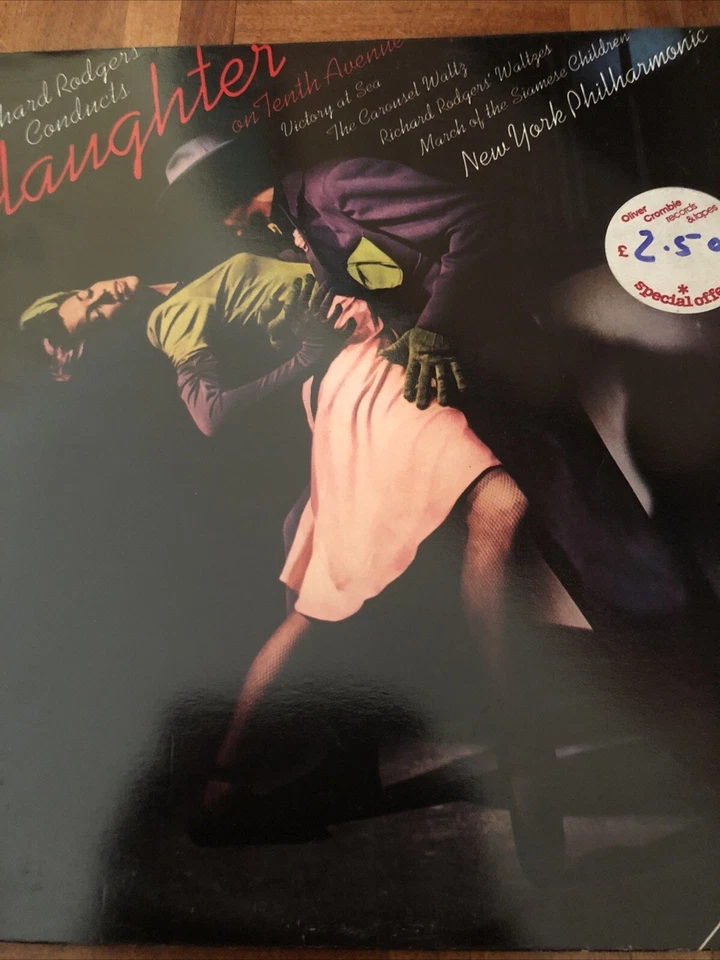 hard Rodgers
Conducts
laughter
on Tenth Avenue
Victory at Sea
The Carousel Waltz
Richard Rodgers' Waltzes
March of the Siamese Children
New York Philharmonic
Oliver
Crombie
records
&tapes
£2.50
*
special offe